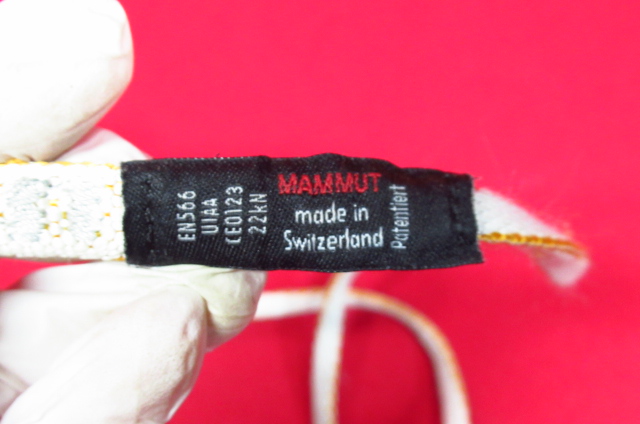 EN566
UIAA
CE0123
22kN
MAMMUT
made in
Switzerland
Patentiert